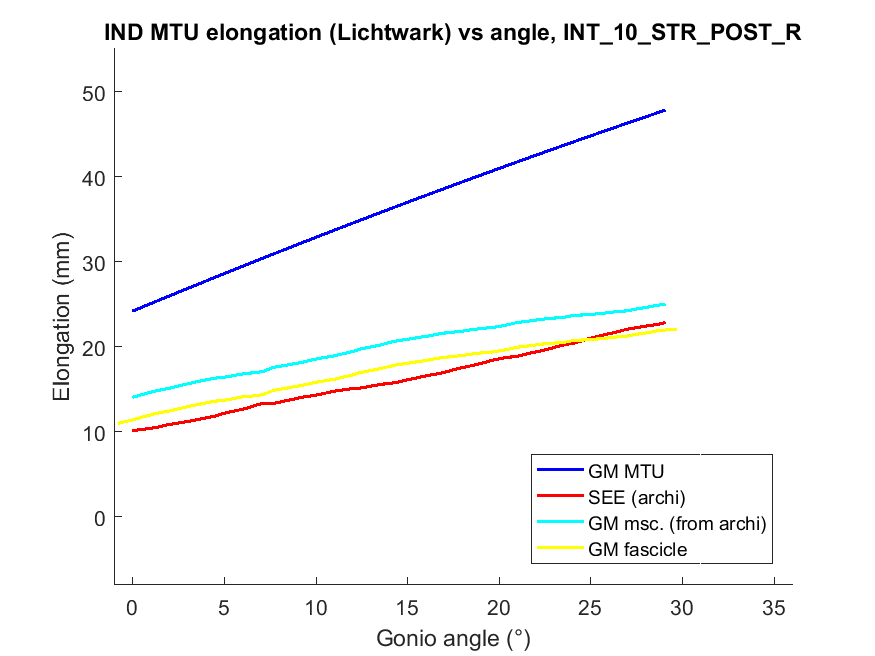 IND MTU elongation (Lichtwark) vs angle, INT_10_STR_POST_R
50
40
30
20
10
0
Elongation (mm)
GM MTU
SEE (archi)
GM msc. (from archi)
GM fascicle
0 5 10 15 20 25 30 35
Gonio angle (°)